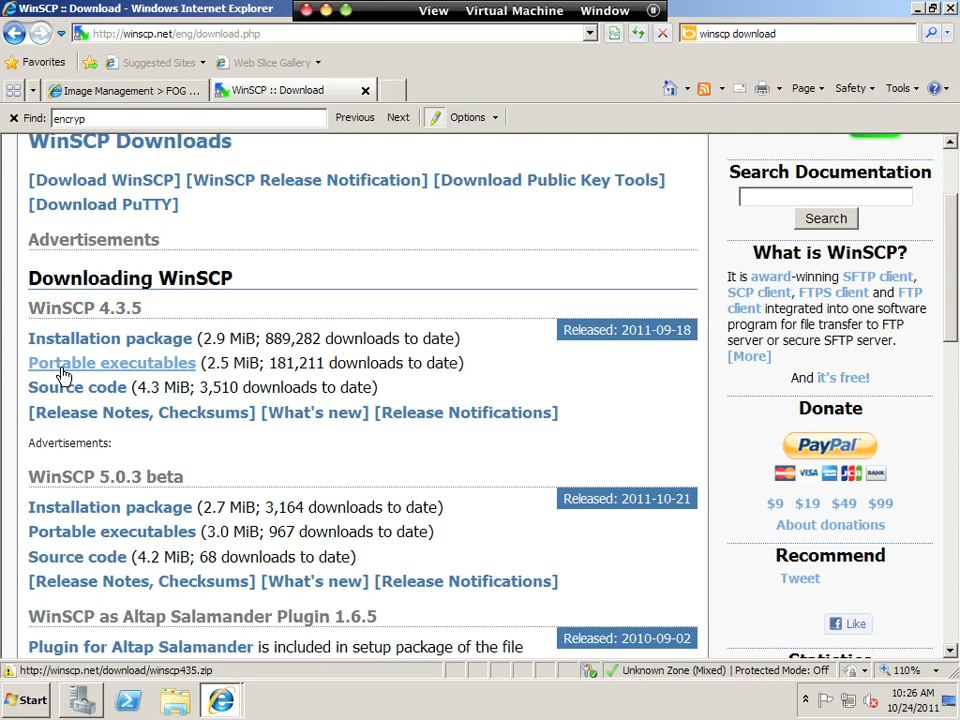 WinSCP :: Download - Windows Internet Explorer
View Virtual Machine Window
http://winscp.net/eng/download.php
winscp download
Favorites Suggested Sites Web Slice Gallery
Image Management > FOG ... WinSCP :: Download Page Safety Tools
Find: encryp Previous Next Options
WinSCP Downloads
[Dowload WinSCP] [WinSCP Release Notification] [Download Public Key Tools]
[Download PuTTY]
Advertisements
Downloading WinSCP
WinSCP 4.3.5
Released: 2011-09-18
Installation package (2.9 MiB; 889,282 downloads to date)
Portable executables (2.5 MiB; 181,211 downloads to date)
Source code (4.3 MiB; 3,510 downloads to date)
[Release Notes, Checksums] [What's new] [Release Notifications]
Advertisements:
WinSCP 5.0.3 beta
Released: 2011-10-21
Installation package (2.7 MiB; 3,164 downloads to date)
Portable executables (3.0 MiB; 967 downloads to date)
Source code (4.2 MiB; 68 downloads to date)
[Release Notes, Checksums] [What's new] [Release Notifications]
WinSCP as Altap Salamander Plugin 1.6.5
Released: 2010-09-02
Plugin for Altap Salamander is included in setup package of the file
Search Documentation
Search
What is WinSCP?
It is award-winning SFTP client,
SCP client, FTPS client and FTP
client integrated into one software
program for file transfer to FTP
server or secure SFTP server.
[More]
And it's free!
Donate
PayPal
VISA BANK
$9 $19 $49 $99
About donations
Recommend
Tweet
Like
http://winscp.net/download/winscp435.zip Unknown Zone (Mixed) | Protected Mode: Off 110%
Start 10:26 AM
10/24/2011